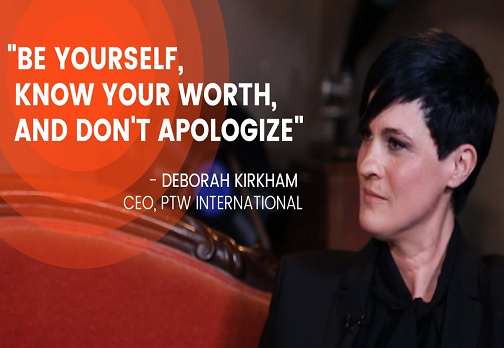 "BE YOURSELF,
KNOW YOUR WORTH,
AND DON'T APOLOGIZE"
- DEBORAH KIRKHAM
CEO, PTW INTERNATIONAL